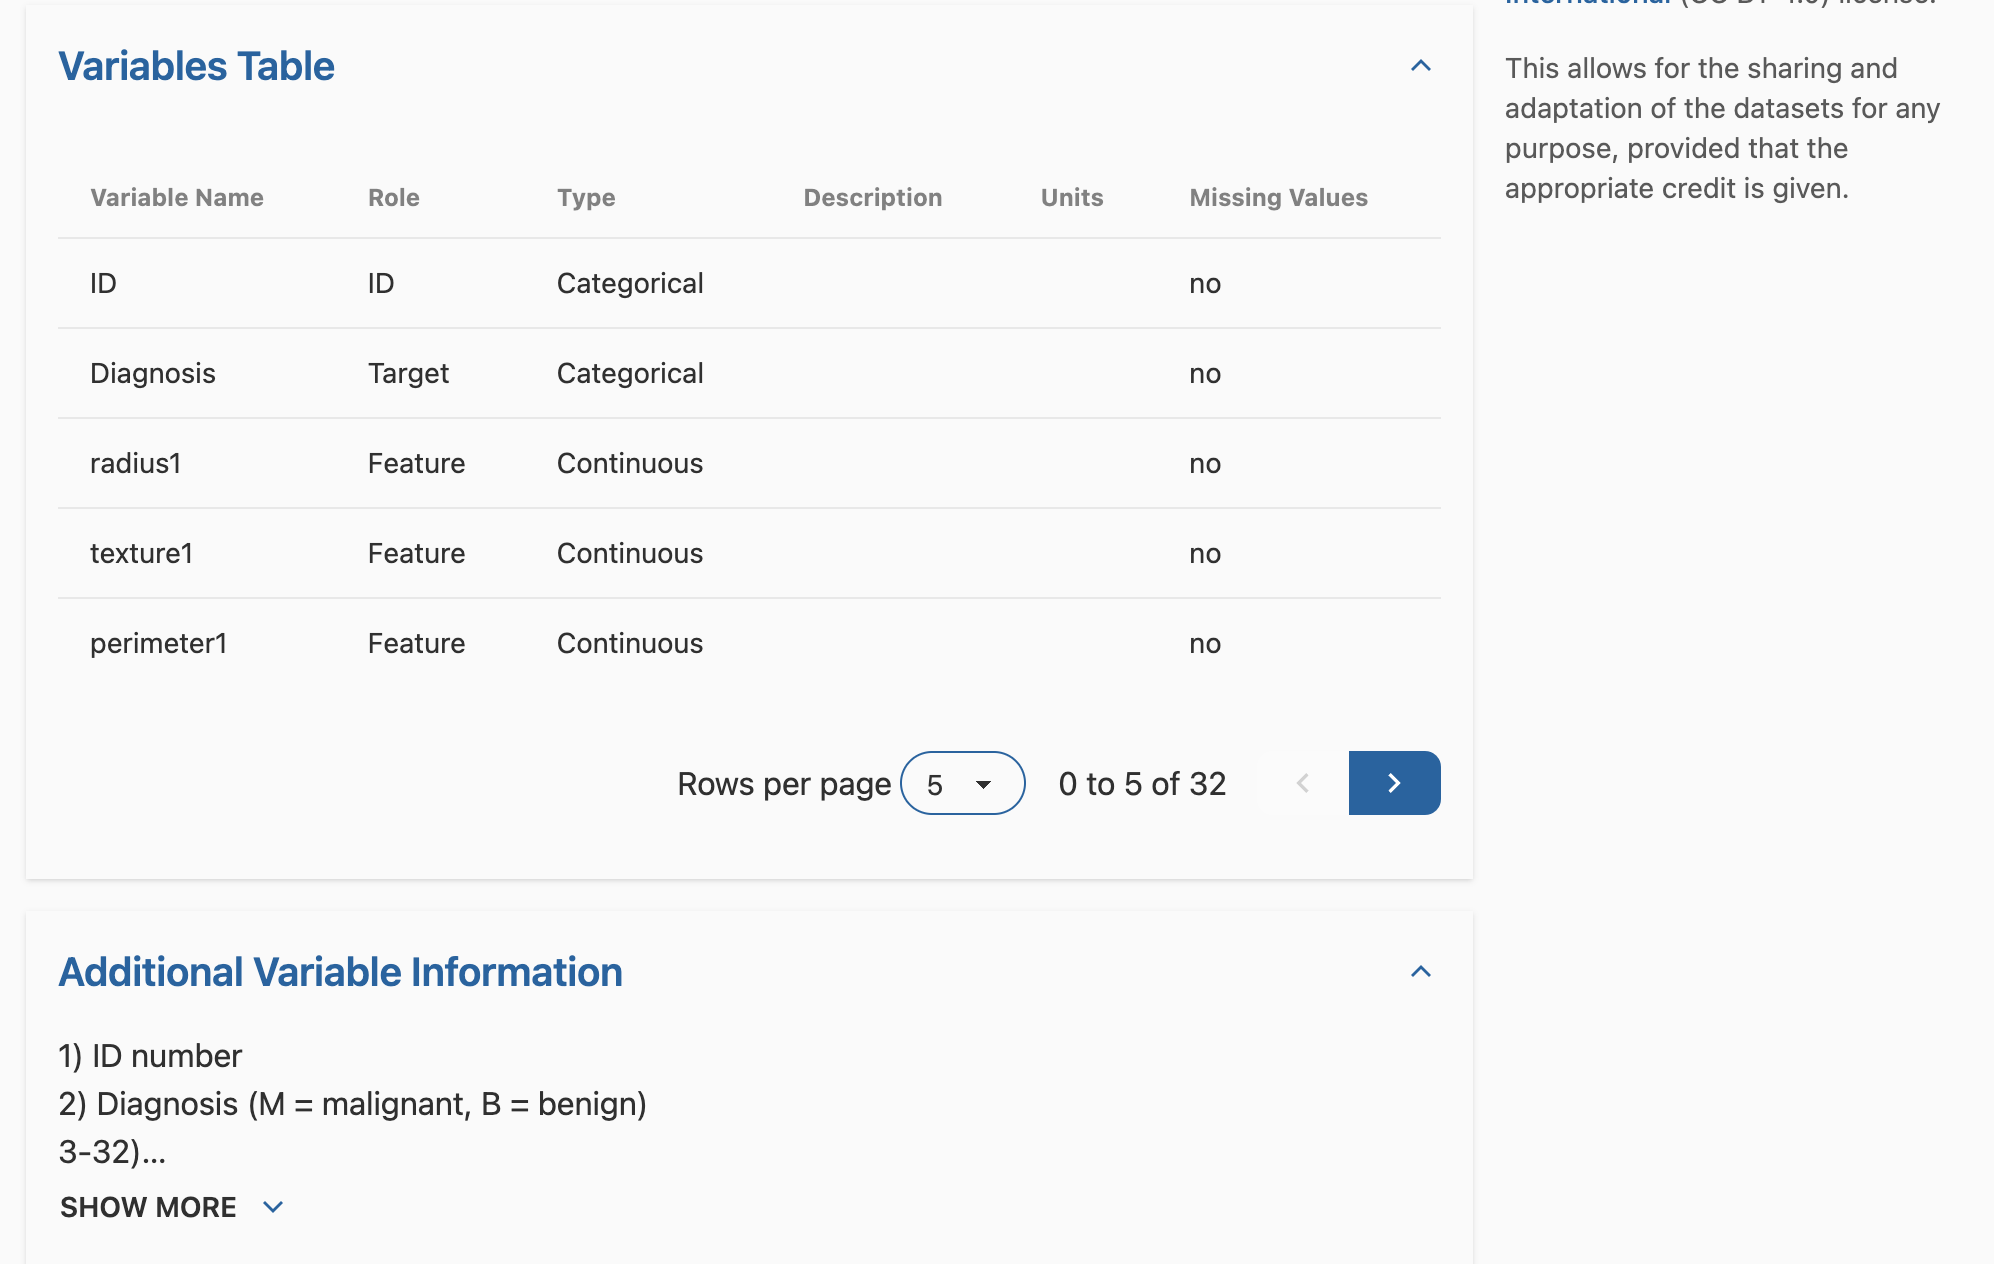 Variables Table
Variable Name Role Type Description Units Missing Values
ID ID Categorical no
Diagnosis Target Categorical no
radius1 Feature Continuous no
texture1 Feature Continuous no
perimeter1 Feature Continuous no
Rows per page 5 0 to 5 of 32
Additional Variable Information
1) ID number
2) Diagnosis (M = malignant, B = benign)
3-32)...
SHOW MORE
International (CC BY 4.0) license.
This allows for the sharing and
adaptation of the datasets for any
purpose, provided that the
appropriate credit is given.